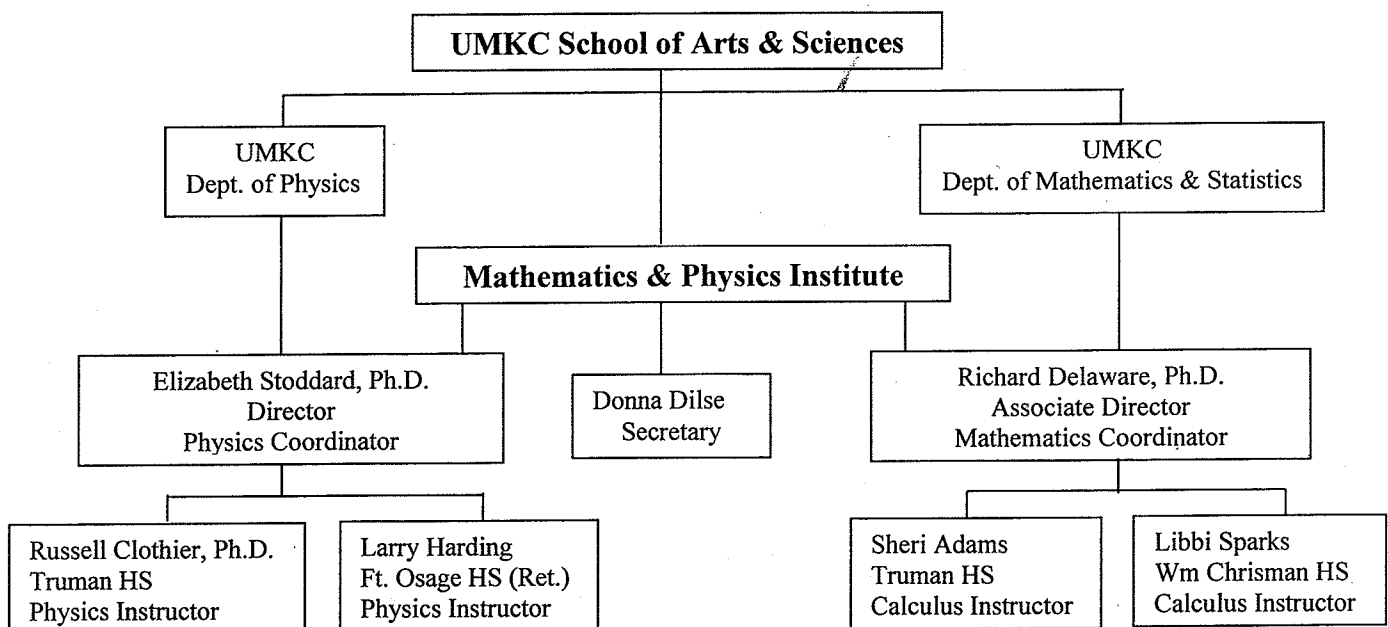 UMKC School of Arts & Sciences
UMKC
Dept. of Physics
UMKC
Dept. of Mathematics & Statistics
Mathematics & Physics Institute
Elizabeth Stoddard, Ph.D.
Director
Physics Coordinator
Donna Dilse
Secretary
Richard Delaware, Ph.D.
Associate Director
Mathematics Coordinator
Russell Clothier, Ph.D.
Truman HS
Physics Instructor
Larry Harding
Ft. Osage HS (Ret.)
Physics Instructor
Sheri Adams
Truman HS
Calculus Instructor
Libbi Sparks
Wm Chrisman HS
Calculus Instructor